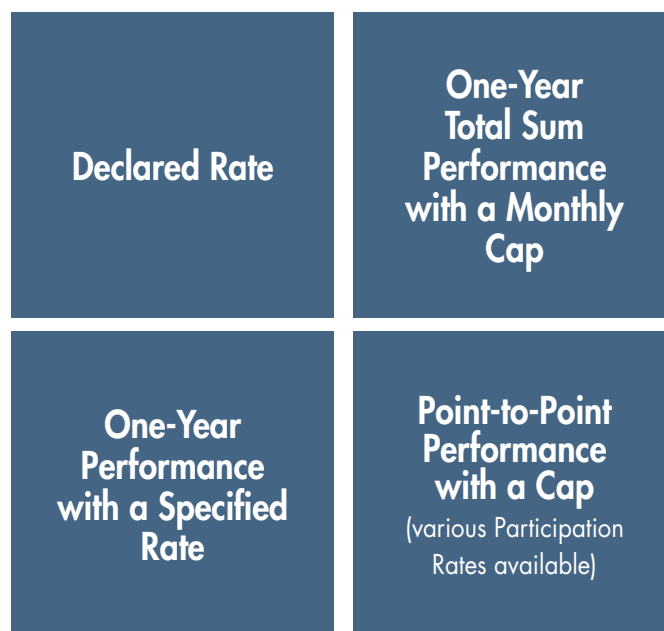 Declared Rate
One-Year
Total Sum
Performance
with a Monthly
Cap
One-Year
Performance
with a Specified
Rate
Point-to-Point
Performance
with a Cap
(various Participation
Rates available)